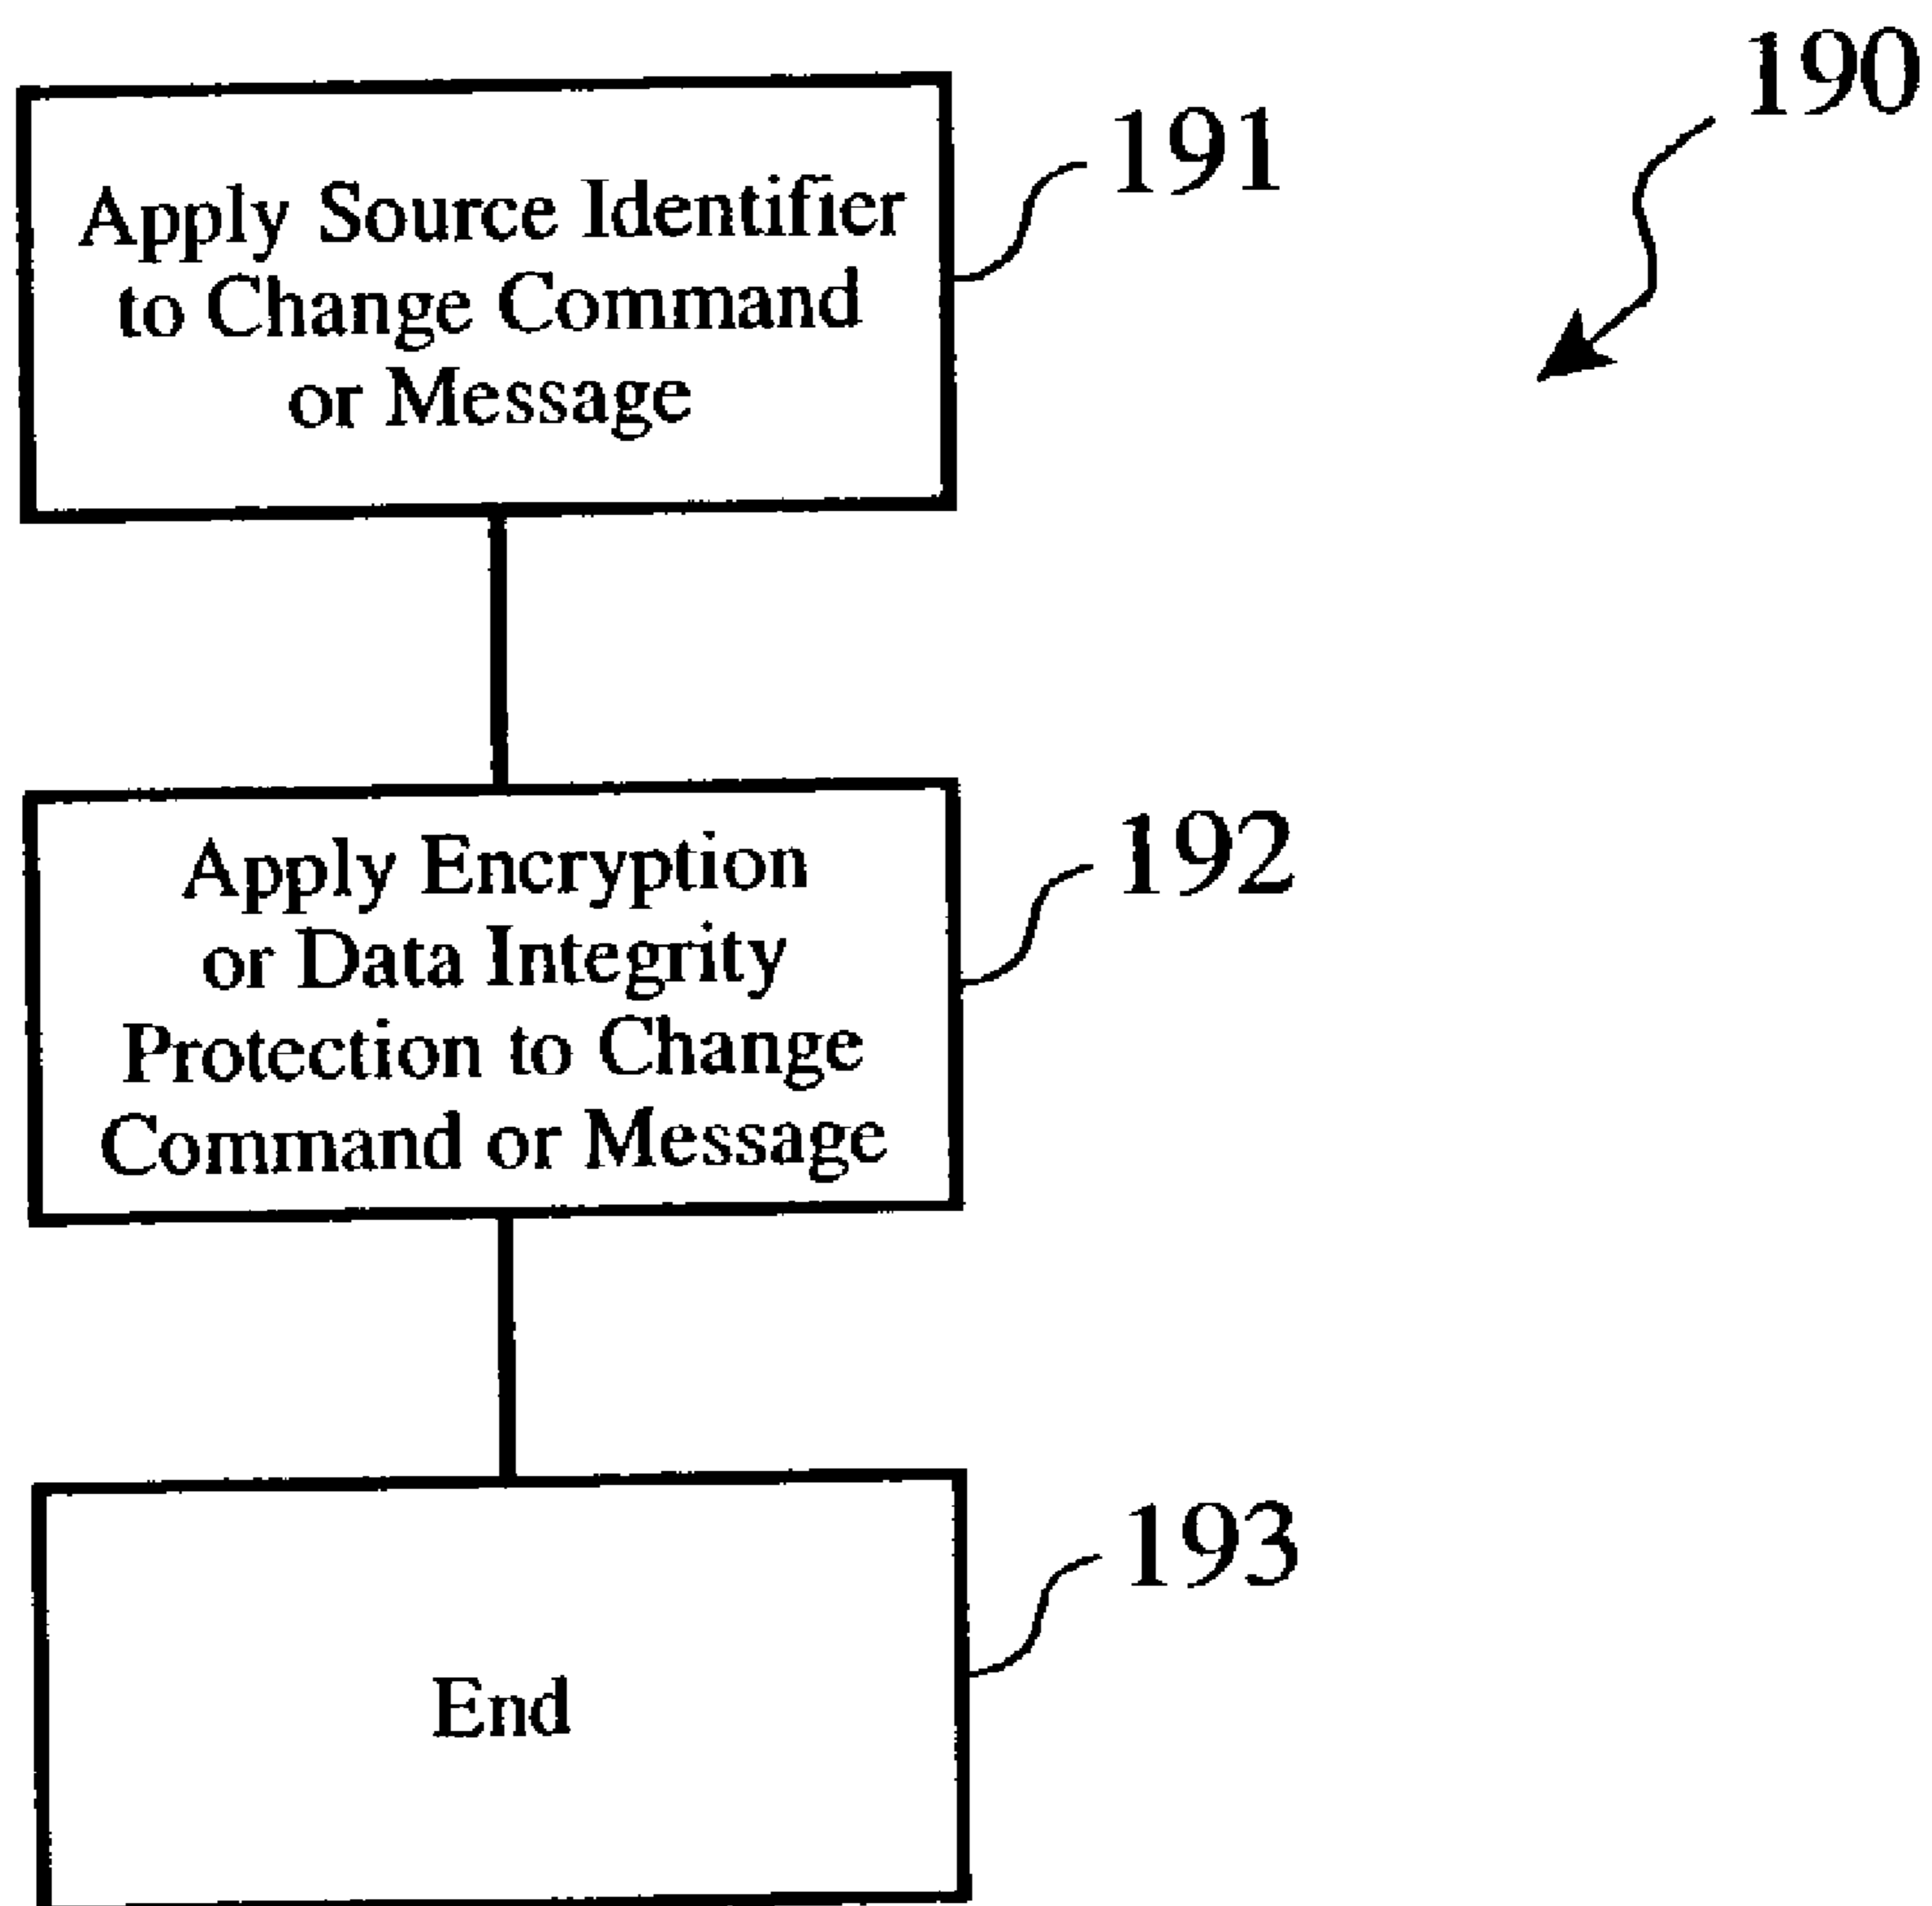 190
191
Apply Source Identifier
to Change Command
or Message
192
Apply Encryption
or Data Integrity
Protection to Change
Command or Message
193
End